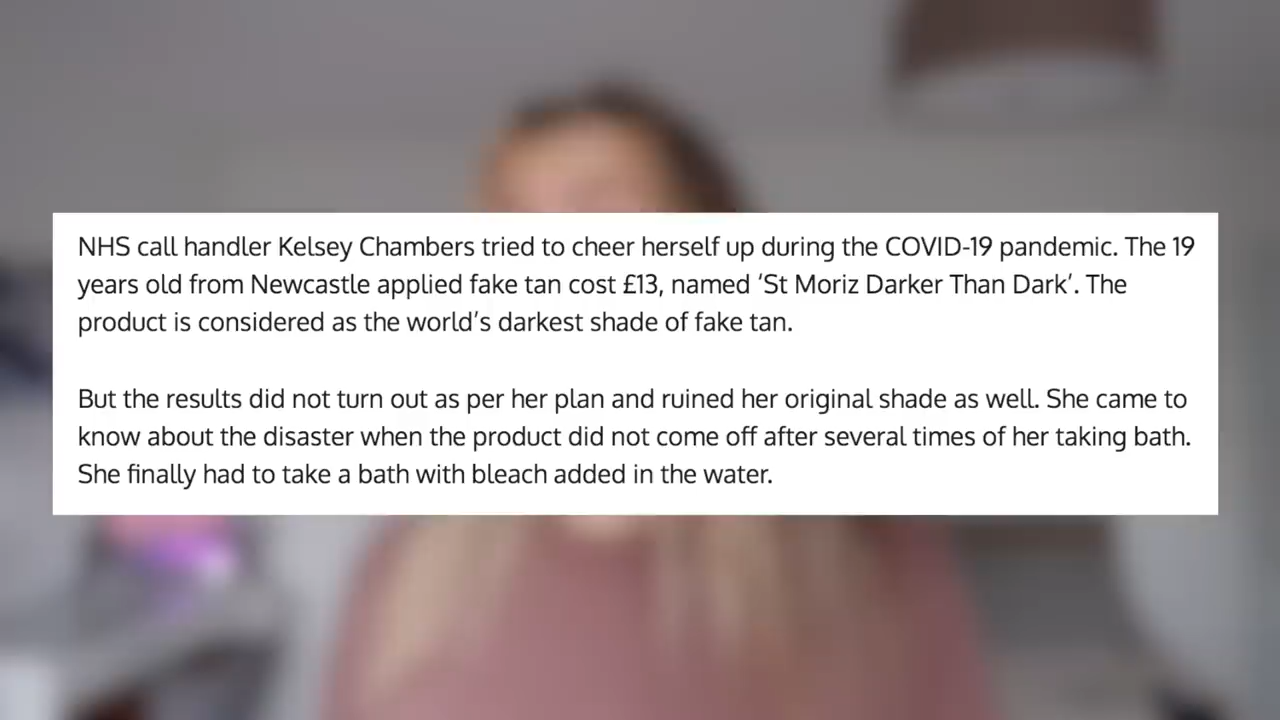 NHS call handler Kelsey Chambers tried to cheer herself up during the COVID-19 pandemic. The 19
years old from Newcastle applied fake tan cost £13, named ‘St Moriz Darker Than Dark’. The
product is considered as the world’s darkest shade of fake tan.
But the results did not turn out as per her plan and ruined her original shade as well. She came to
know about the disaster when the product did not come off after several times of her taking bath.
She finally had to take a bath with bleach added in the water.